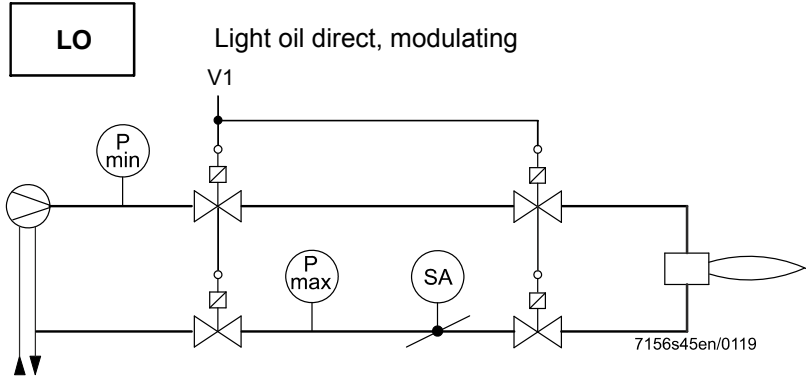 LO
Light oil direct, modulating
V1
P
min
P
max
SA
7156s45en/0119